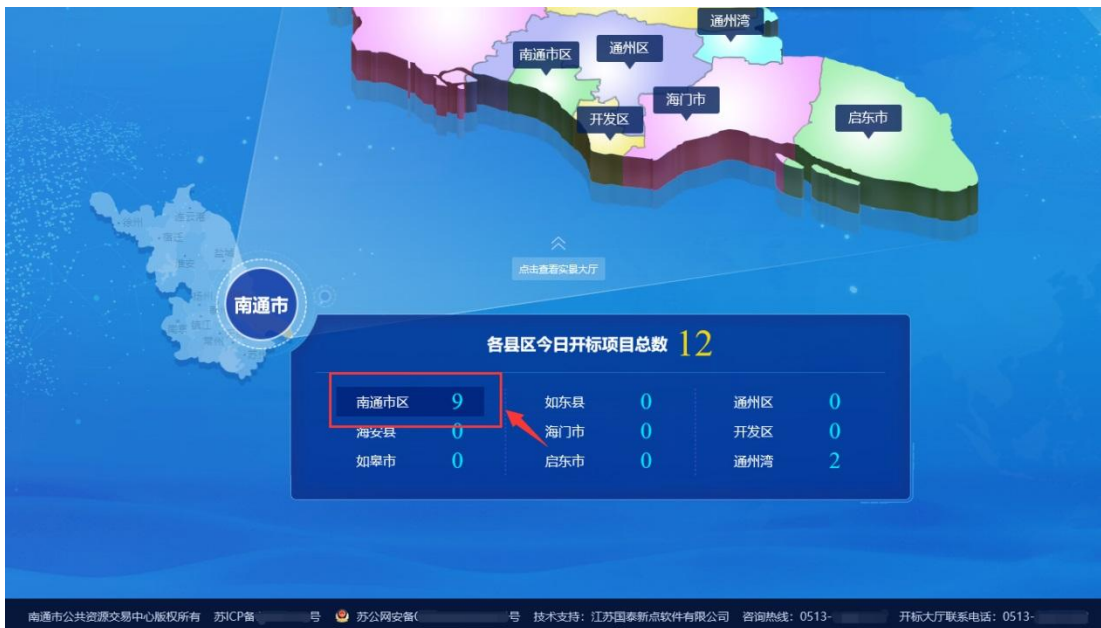 通州湾
南通市区
通州区
海门市
开发区
启东市
点击查看实景大厅
南通市
各县区今日开标项目总数 12
南通市区 9 如东县 0 通州区 0
海安县 0 海门市 0 开发区 0
如皋市 0 启东市 0 通州湾 2
南通市公共资源交易中心版权所有 苏ICP备 号 苏公网安备( 号 技术支持：江苏国泰新点软件有限公司 咨询热线：0513- 开标大厅联系电话：0513-